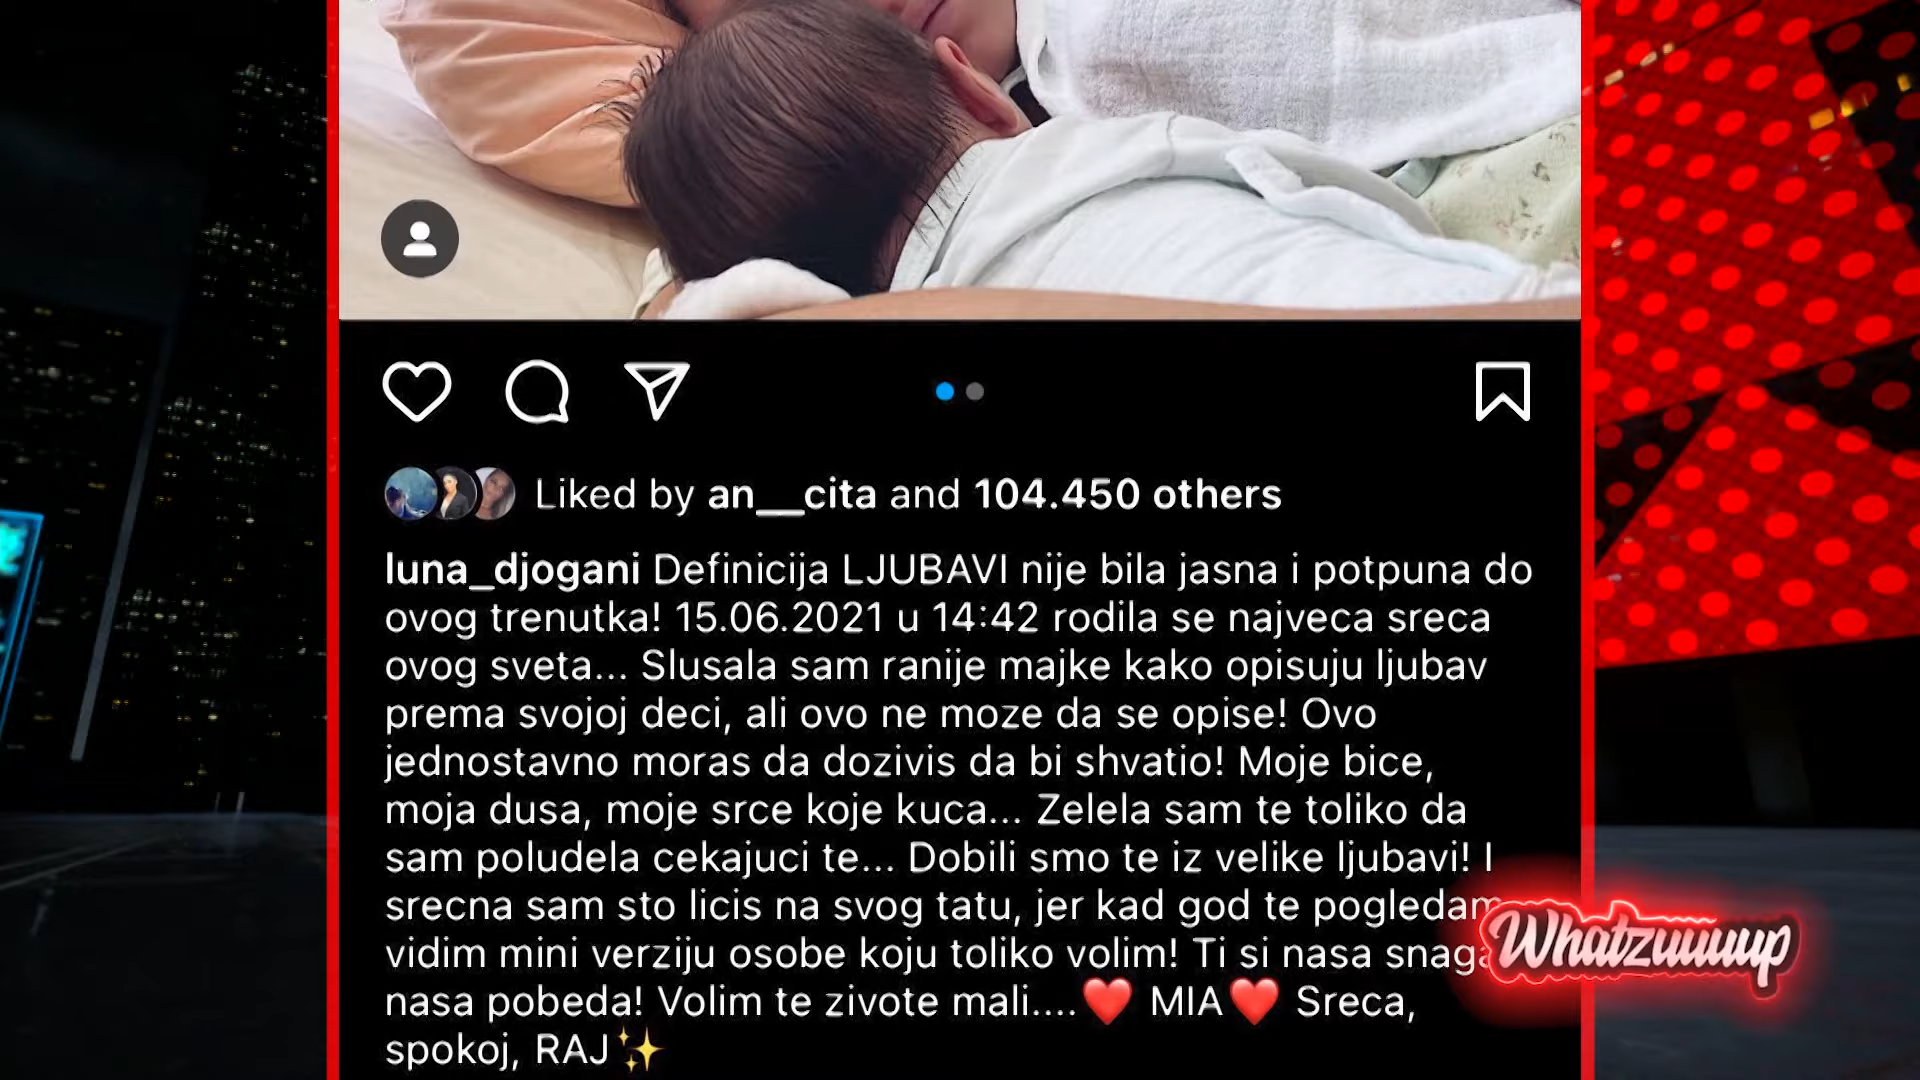 Liked by an__cita and 104.450 others
luna_djogani Definicija LJUBAVI nije bila jasna i potpuna do
ovog trenutka! 15.06.2021 u 14:42 rodila se najveca sreca
ovog sveta... Slusala sam ranije majke kako opisuju ljubav
prema svojoj deci, ali ovo ne moze da se opise! Ovo
jednostavno moras da dozivis da bi shvatio! Moje bice,
moja dusa, moje srce koje kuca... Zelela sam te toliko da
sam poludela cekajuci te... Dobili smo te iz velike ljubavi! I
srecna sam sto licis na svog tatu, jer kad god te pogledam
vidim mini verziju osobe koju toliko volim! Ti si nasa snaga
nasa pobeda! Volim te zivote mali....❤️ MIA❤️ Sreca,
spokoj, RAJ✨
Whatzuuuup